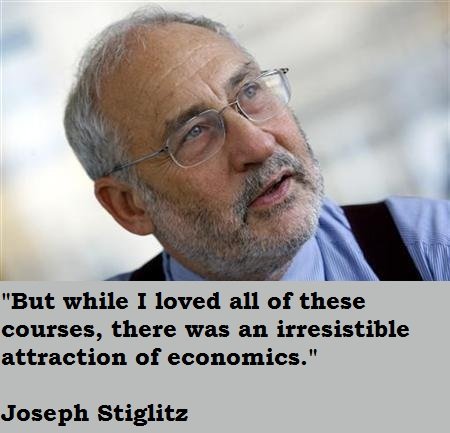 "But while I loved all of these
courses, there was an irresistible
attraction of economics."
Joseph Stiglitz